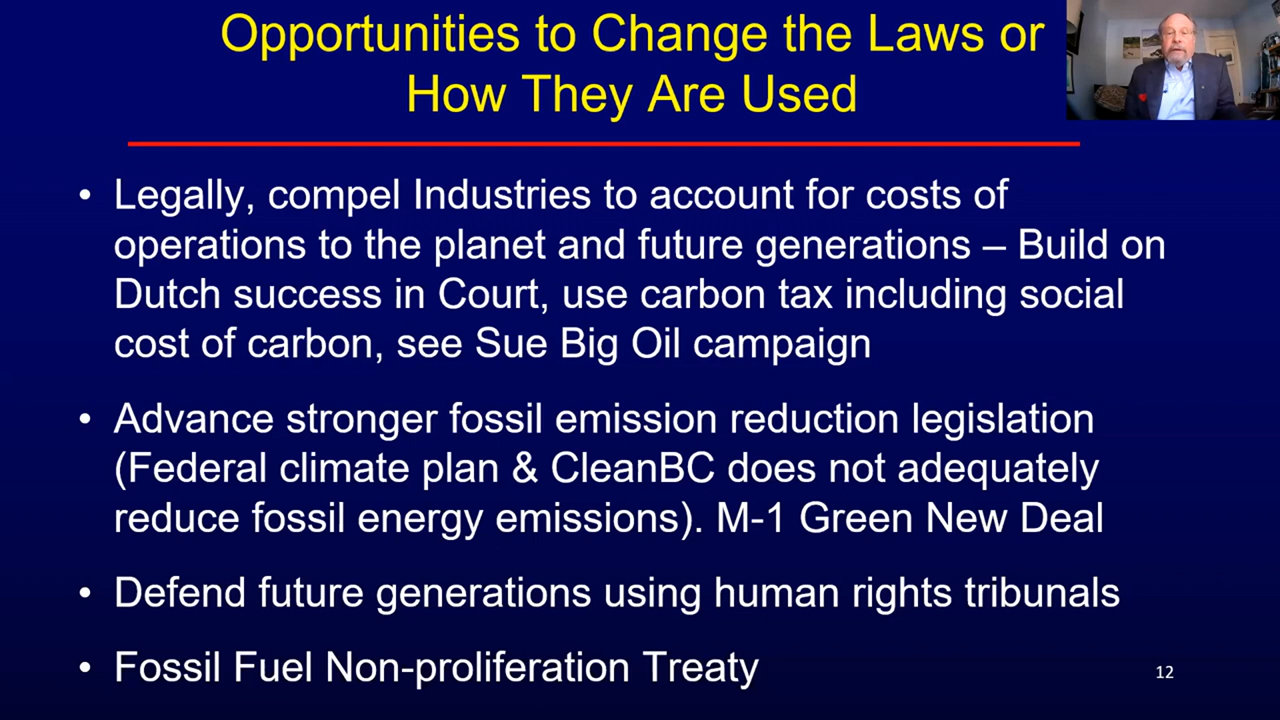 Opportunities to Change the Laws or
How They Are Used
• Legally, compel Industries to account for costs of
operations to the planet and future generations – Build on
Dutch success in Court, use carbon tax including social
cost of carbon, see Sue Big Oil campaign
• Advance stronger fossil emission reduction legislation
(Federal climate plan & CleanBC does not adequately
reduce fossil energy emissions). M-1 Green New Deal
• Defend future generations using human rights tribunals
• Fossil Fuel Non-proliferation Treaty
12